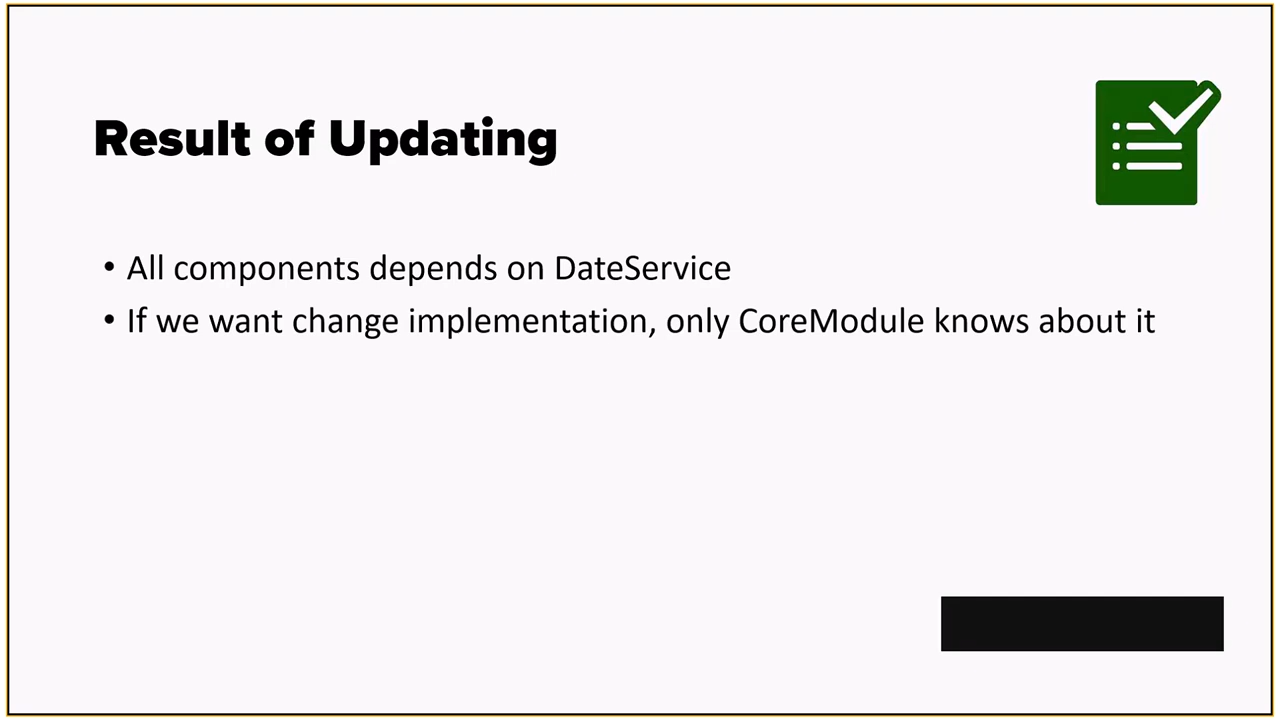 Result of Updating
• All components depends on DateService
• If we want change implementation, only CoreModule knows about it